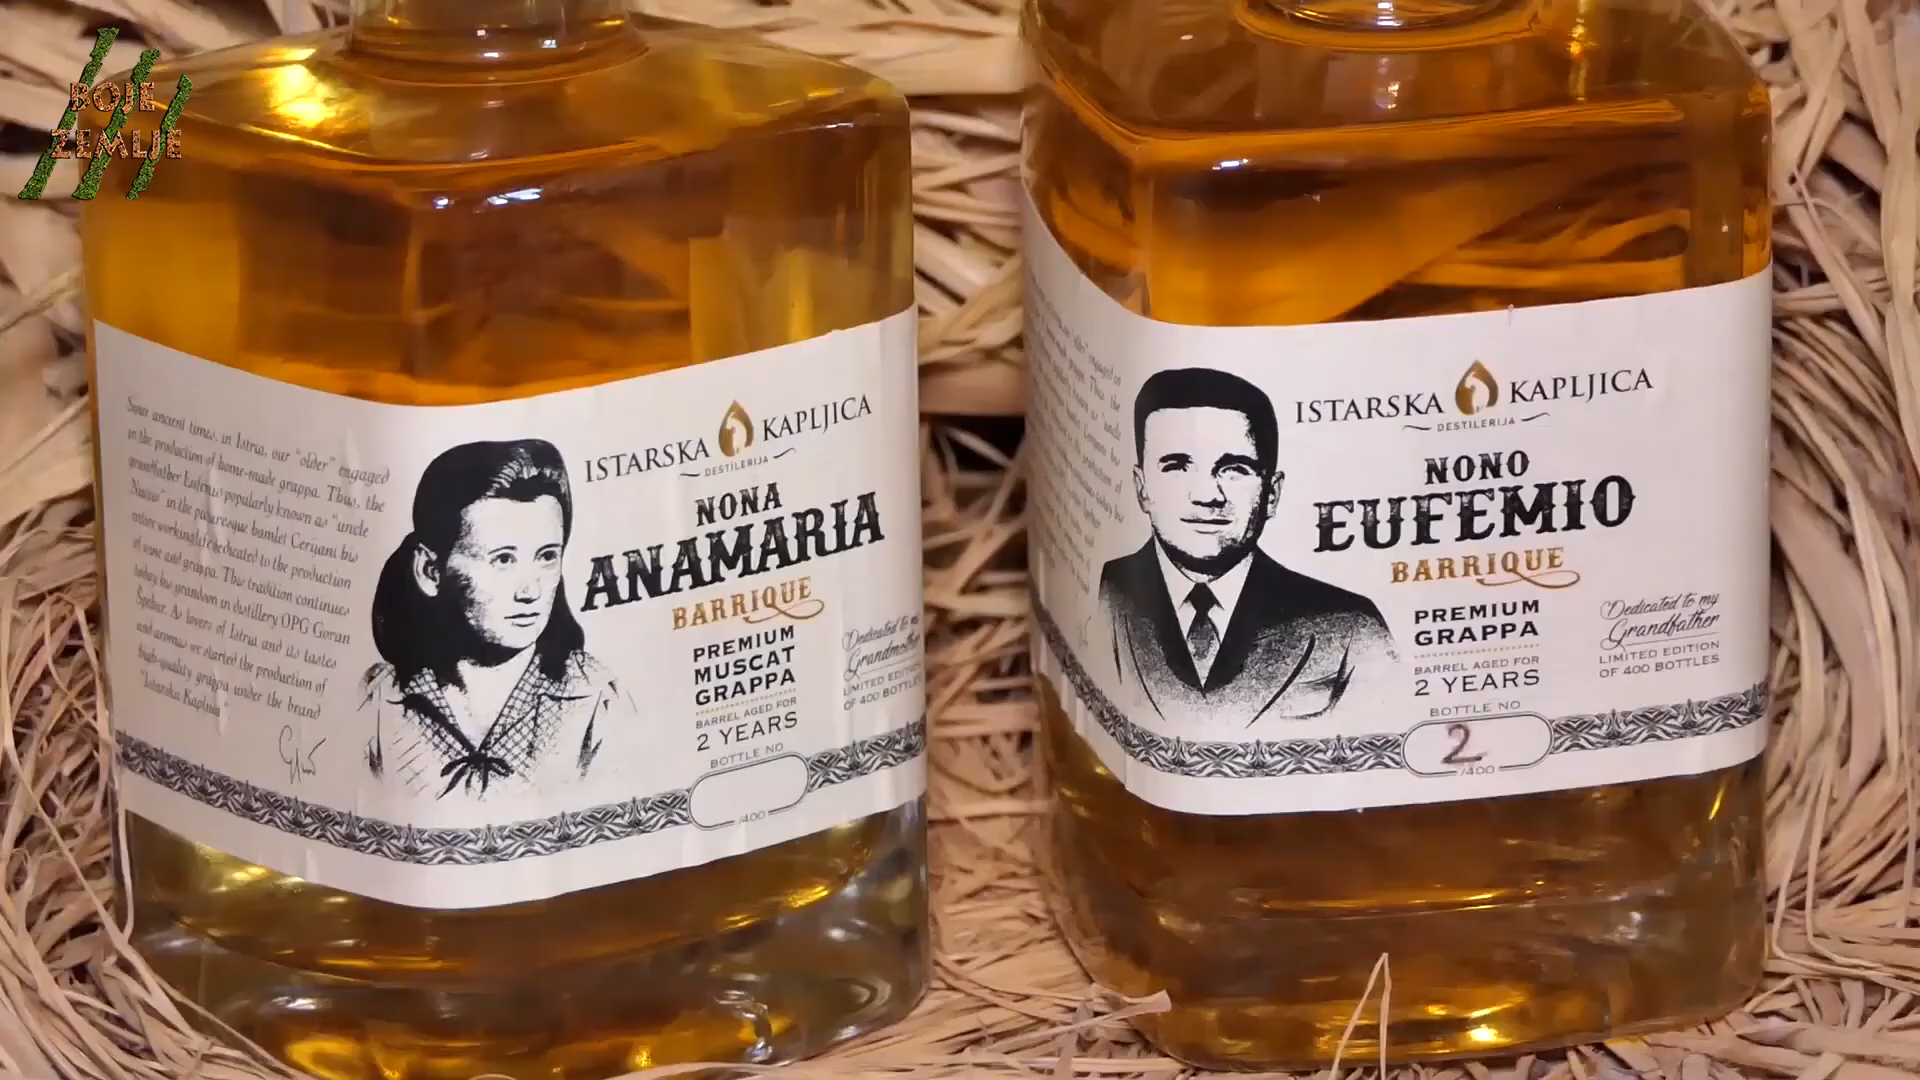 BOJE
ZEMLJE
Since ancient times, in Istria, our "older" engaged
in the production of home-made grappa. Thus, the
grandfather Eufemio popularly known as "uncle
in the picturesque hamlet Cerijani his
entire working life dedicated to the production
of wine and grappa. This tradition continues
today his grandson in distillery OPG Goran
As lovers of Istria and its tastes
and aromas we started the production of
high-quality grappa under the brand
"Istarska Kapljica"
ISTARSKA KAPLJICA
DESTILERIJA
NONA
ANAMARIA
BARRIQUE
PREMIUM
MUSCAT
GRAPPA
BARREL AGED FOR
2 YEARS
BOTTLE NO
/400
Dedicated to my
Grandmother
LIMITED EDITION
OF 400 BOTTLES
ISTARSKA KAPLJICA
DESTILERIJA
NONO
EUFEMIO
BARRIQUE
PREMIUM
GRAPPA
BARREL AGED FOR
2 YEARS
BOTTLE NO
2
/400
Dedicated to my
Grandfather
LIMITED EDITION
OF 400 BOTTLES